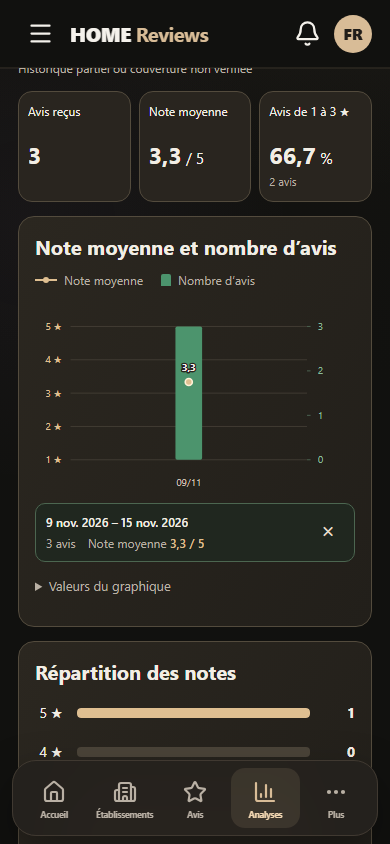 HOME Reviews
FR
Historique partiel ou couverture non vérifiée
Avis reçus
3
Note moyenne
3,3 / 5
Avis de 1 à 3 ★
66,7 %
2 avis
Note moyenne et nombre d’avis
Note moyenne
Nombre d’avis
5 ★
4 ★
3 ★
2 ★
1 ★
3,3
3
2
1
0
09/11
9 nov. 2026 – 15 nov. 2026
3 avis Note moyenne 3,3 / 5
Valeurs du graphique
Répartition des notes
5 ★ 1
4 ★ 0
Accueil
Établissements
Avis
Analyses
Plus